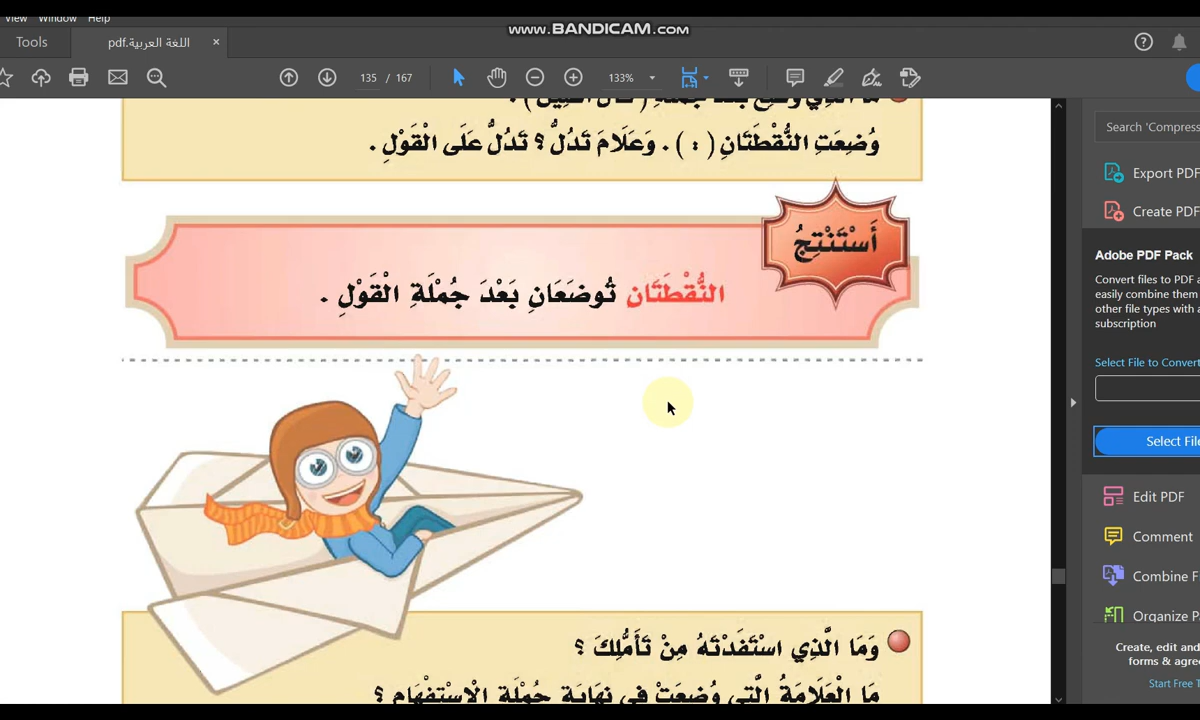 View Window Help
www.BANDICAM.com
Tools
اللغة العربية.pdf ×
135 / 167
133%
Search 'Compress
وُضِعَتِ النُّقْطَتَانِ ( : ) . وَعَلَامَ تَدُلُّ ؟ تَدُلُّ عَلَى الْقَوْلِ .
أَسْتَنْتِجُ
النُّقْطَتَان تُوضَعَانِ بَعْدَ جُمْلَةِ الْقَوْلِ .
وَمَا الَّذِي اسْتَفَدْتَهُ مِنْ تَأَمُّلِكَ ؟
مَا الْعَلَامَةُ الَّتِي وُضِعَتْ فِي نِهَايَةِ جُمْلَةِ الْاِسْتِفْهَامِ ؟
Export PDF
Create PDF
Adobe PDF Pack
Convert files to PDF a
easily combine them
other file types with a
subscription
Select File to Convert
Select File
Edit PDF
Comment
Combine Fi
Organize P
Create, edit and
forms & agree
Start Free T